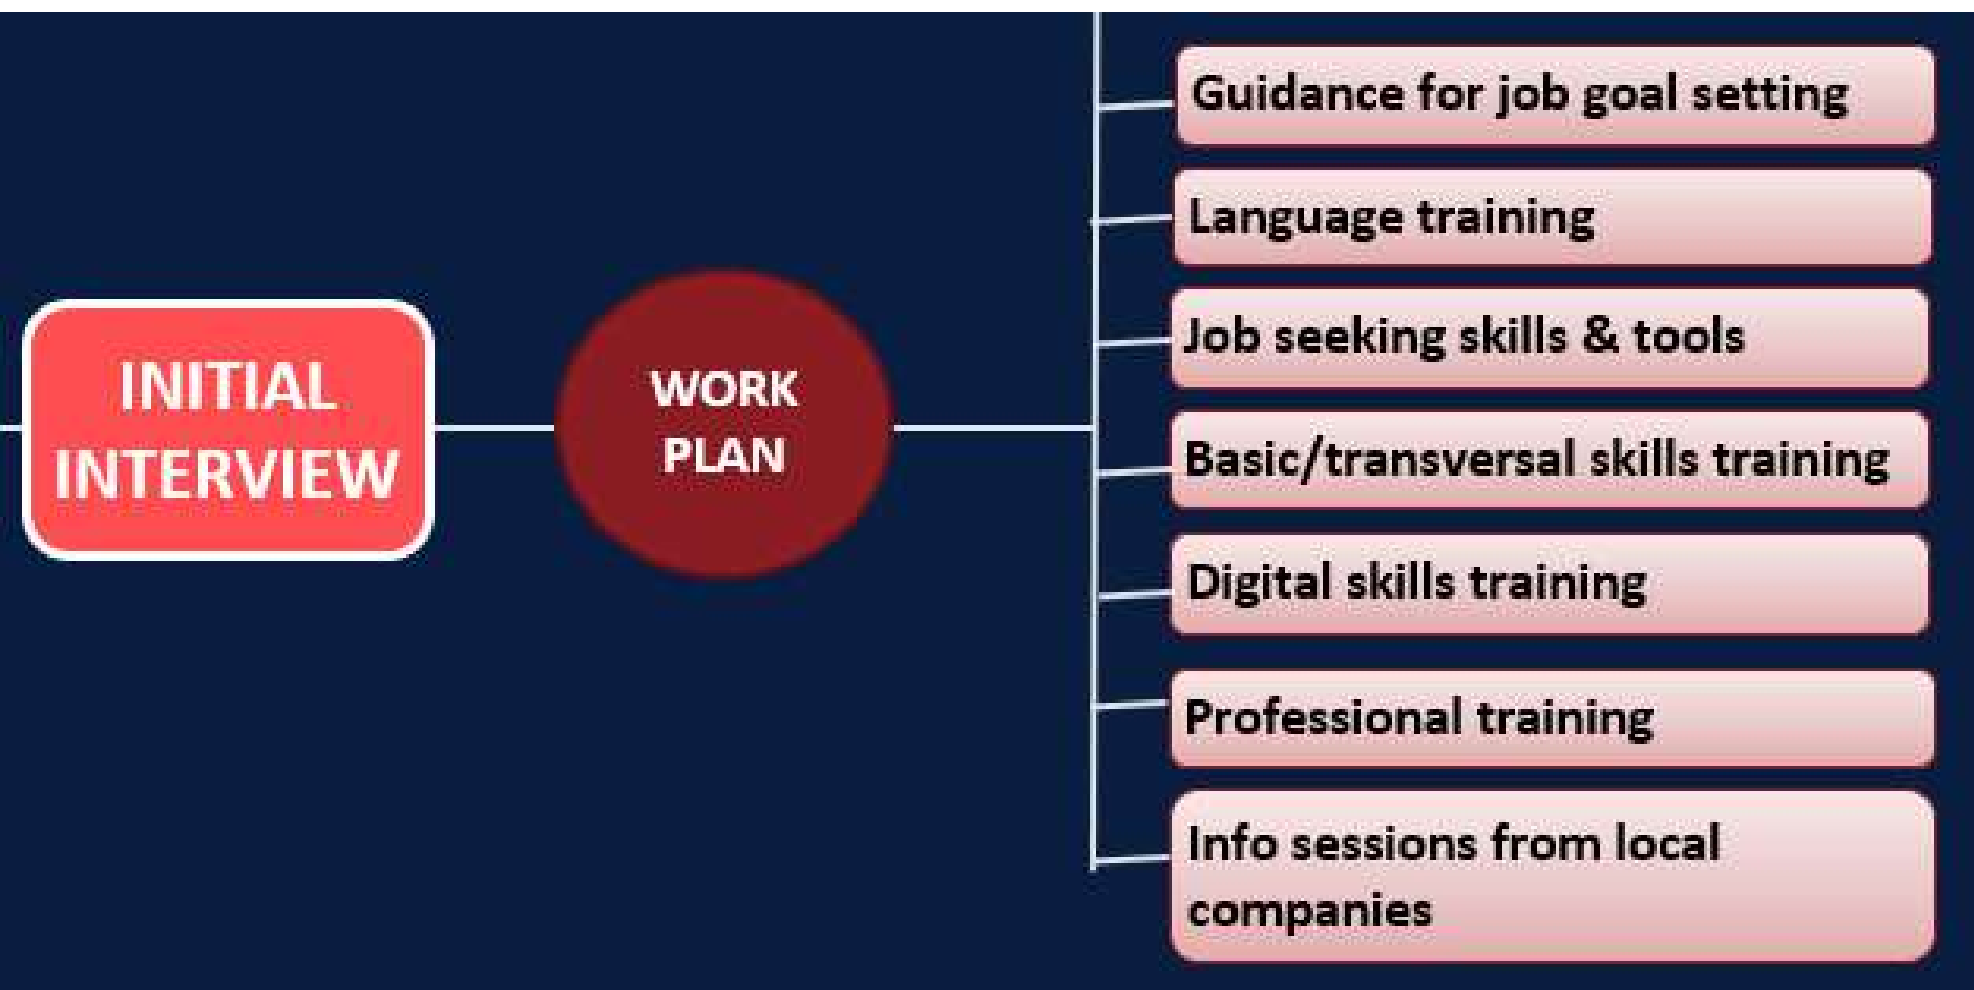 INITIAL
INTERVIEW
WORK
PLAN
Guidance for job goal setting
Language training
Job seeking skills & tools
Basic/transversal skills training
Digital skills training
Professional training
Info sessions from local
companies